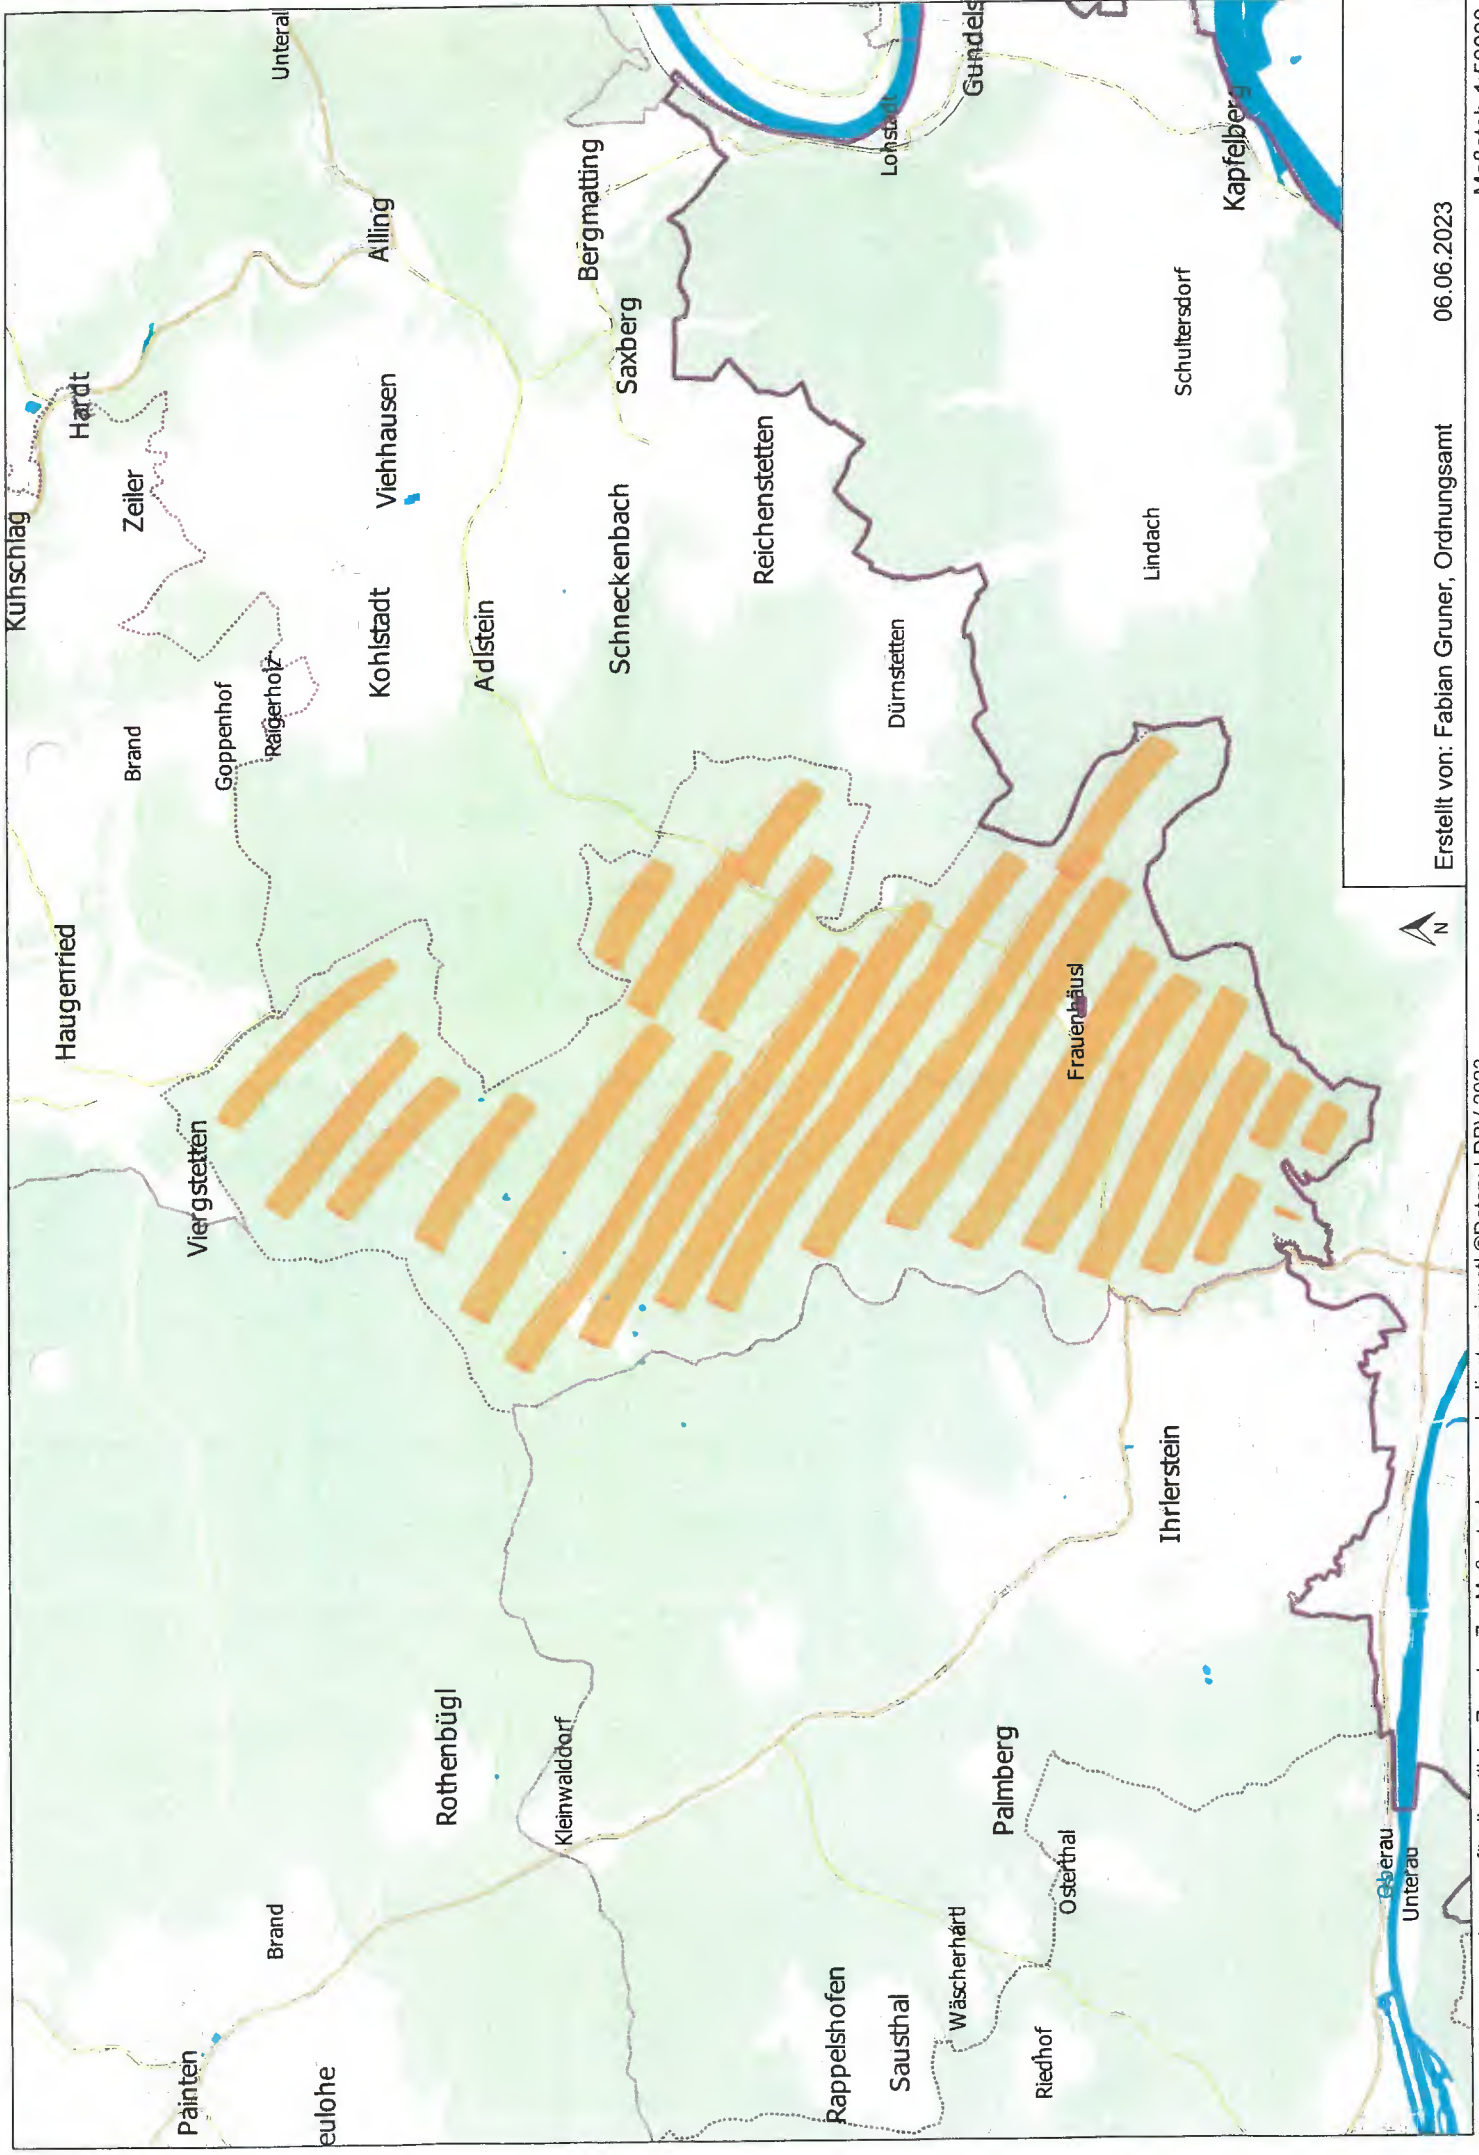 Painten
eulohe
Brand
Rothenbügl
Kleinwalddorf
Rappelshofen
Sausthal
Wäscherhartl
Riedhof
Palmberg
Osterthal
Oberau
Unterau
Ihrlerstein
Viergstetten
Haugenried
Frauenhäusl
Brand
Goppenhof
Raigerholz
Kohlstadt
Adlstein
Schneckenbach
Reichenstetten
Dürnstetten
Lindach
Schultersdorf
Kuhschlag
Zeiler
Hardt
Viehhausen
Alling
Unteral
Saxberg
Bergmatting
Lohstadt
Gundels
Kapfelberg
N
Erstellt von: Fabian Gruner, Ordnungsamt
06.06.2023